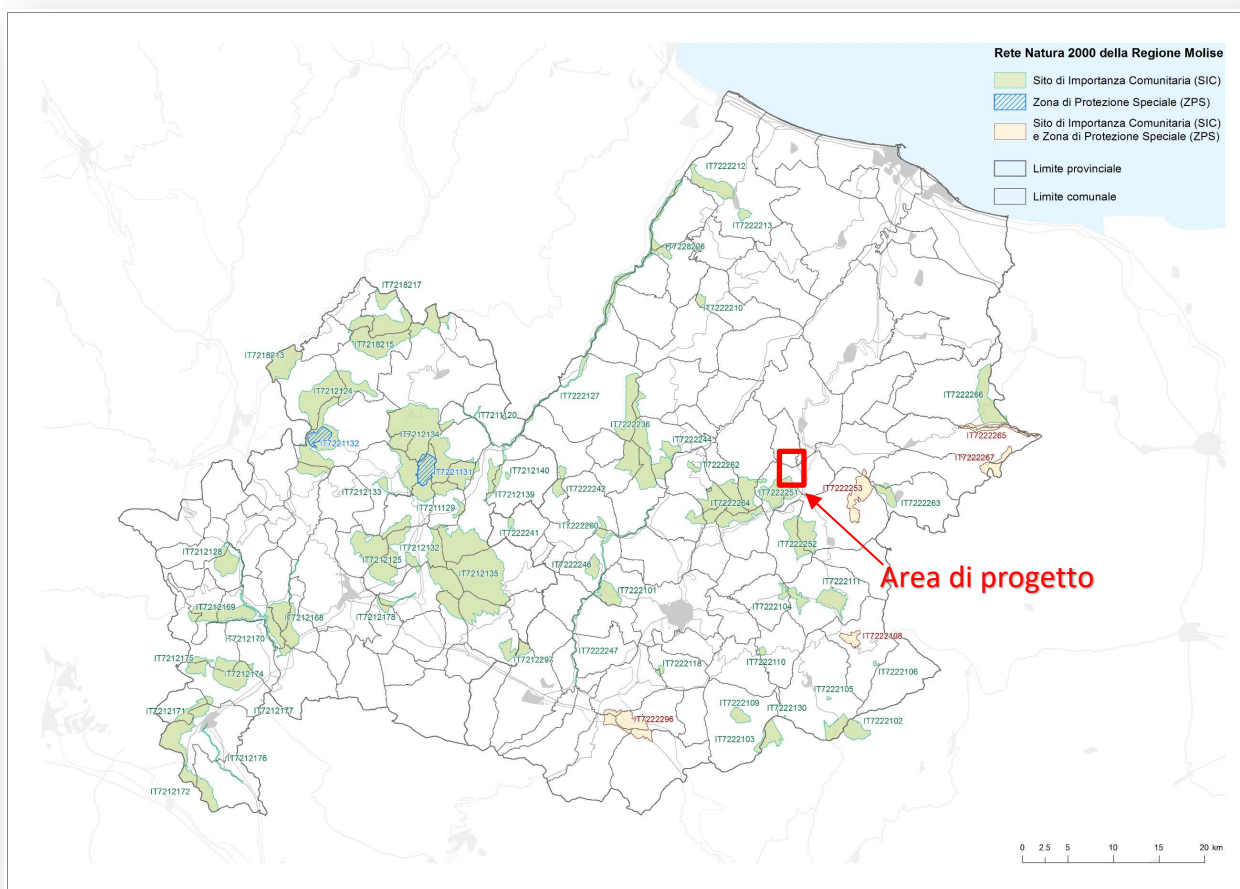 Rete Natura 2000 della Regione Molise
Sito di Importanza Comunitaria (SIC)
Zona di Protezione Speciale (ZPS)
Sito di Importanza Comunitaria (SIC)
e Zona di Protezione Speciale (ZPS)
Limite provinciale
Limite comunale
IT7222212
IT7222213
IT7228226
IT7218217
IT7222210
IT7218215
IT7218213
IT7212124
IT7222127
IT7222266
IT7211120
IT7222236
IT7221132
IT7212134
IT7222265
IT7222244
IT7222267
IT7222262
IT7221131
IT7212140
IT7212133
IT7212139
IT7222242
IT7222251
IT7222253
IT7222264
IT7222263
IT7211129
IT7222241
IT7222260
IT7222252
IT7212128
IT7212132
IT7212125
IT7212135
IT7222246
Area di progetto
IT7222111
IT7222101
IT7222104
IT7212178
IT7212169
IT7212168
IT7212170
IT7222108
IT7212297
IT7222247
IT7222110
IT7212175
IT7222118
IT7212174
IT7222106
IT7222105
IT7212171
IT7212177
IT7222109
IT7222130
IT7222102
IT7222296
IT7222103
IT7212176
IT7212172
0 2.5 5 10 15 20 km